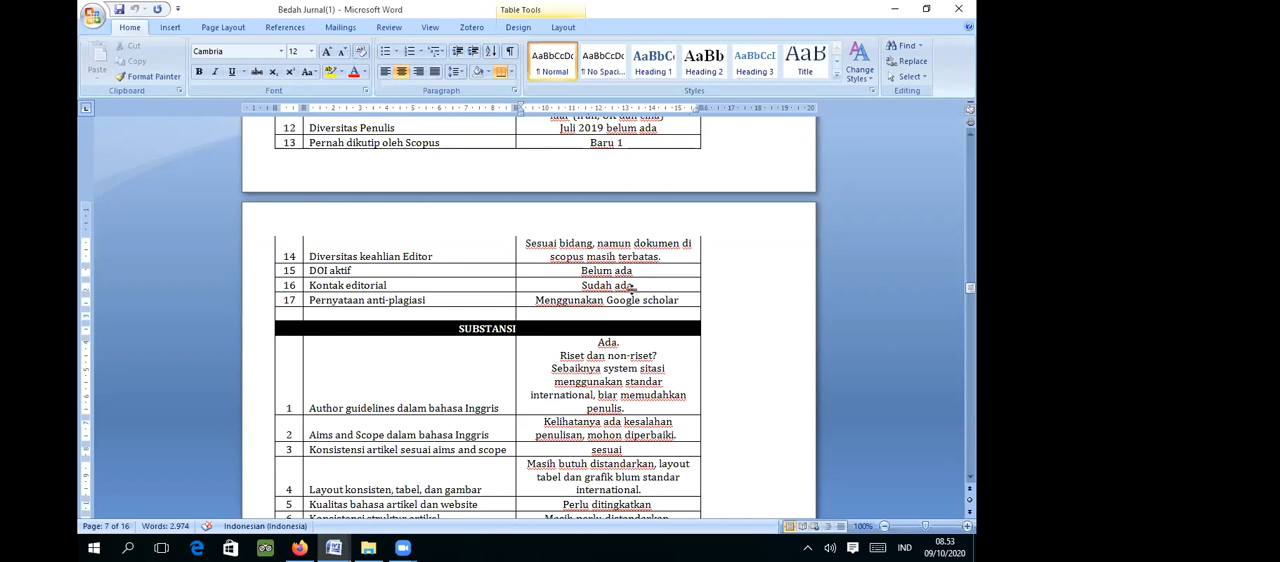 Bedah Jurnal(1) - Microsoft Word
Table Tools
Home Insert Page Layout References Mailings Review View Zotero Design Layout
Cut
Copy
Format Painter
Paste
Clipboard
Cambria 12
Font
Paragraph
AaBbCcDc AaBbCcDc AaBbC AaBb AaBbCcI AaBb
¶ Normal ¶ No Spaci... Heading 1 Heading 2 Heading 3 Title
Change
Styles
Styles
Find
Replace
Select
Editing
12 Diversitas Penulis Juli 2019 belum ada
13 Pernah dikutip oleh Scopus Baru 1
Sesuai bidang, namun dokumen di
14 Diversitas keahlian Editor scopus masih terbatas.
15 DOI aktif Belum ada
16 Kontak editorial Sudah ada
17 Pernyataan anti-plagiasi Menggunakan Google scholar
SUBSTANSI
Ada.
Riset dan non-riset?
Sebaiknya system sitasi
menggunakan standar
international, biar memudahkan
1 Author guidelines dalam bahasa Inggris penulis.
Kelihatanya ada kesalahan
2 Aims and Scope dalam bahasa Inggris penulisan, mohon diperbaiki.
3 Konsistensi artikel sesuai aims and scope sesuai
Masih butuh distandarkan, layout
tabel dan grafik blum standar
4 Layout konsisten, tabel, dan gambar international.
5 Kualitas bahasa artikel dan website Perlu ditingkatkan
6 Konsistensi struktur artikel Masih perlu distandarkan
Page: 7 of 16 Words: 2.974 Indonesian (Indonesia) 100%
IND
08.53
09/10/2020